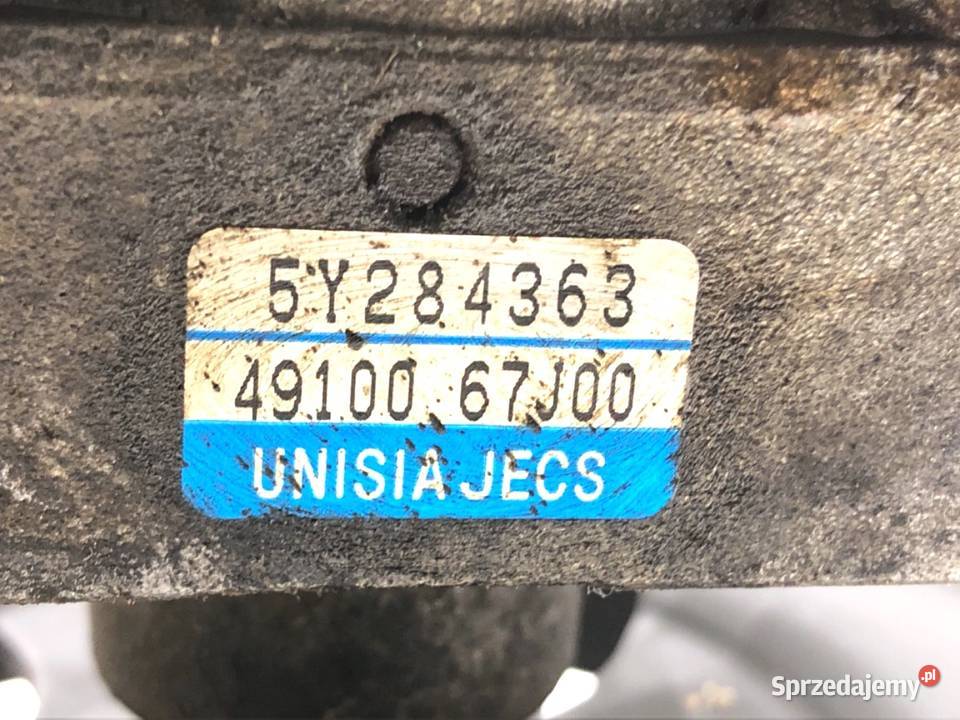 5Y284363
49100 67J00
UNISIA JECS
Sprzedajemy.pl